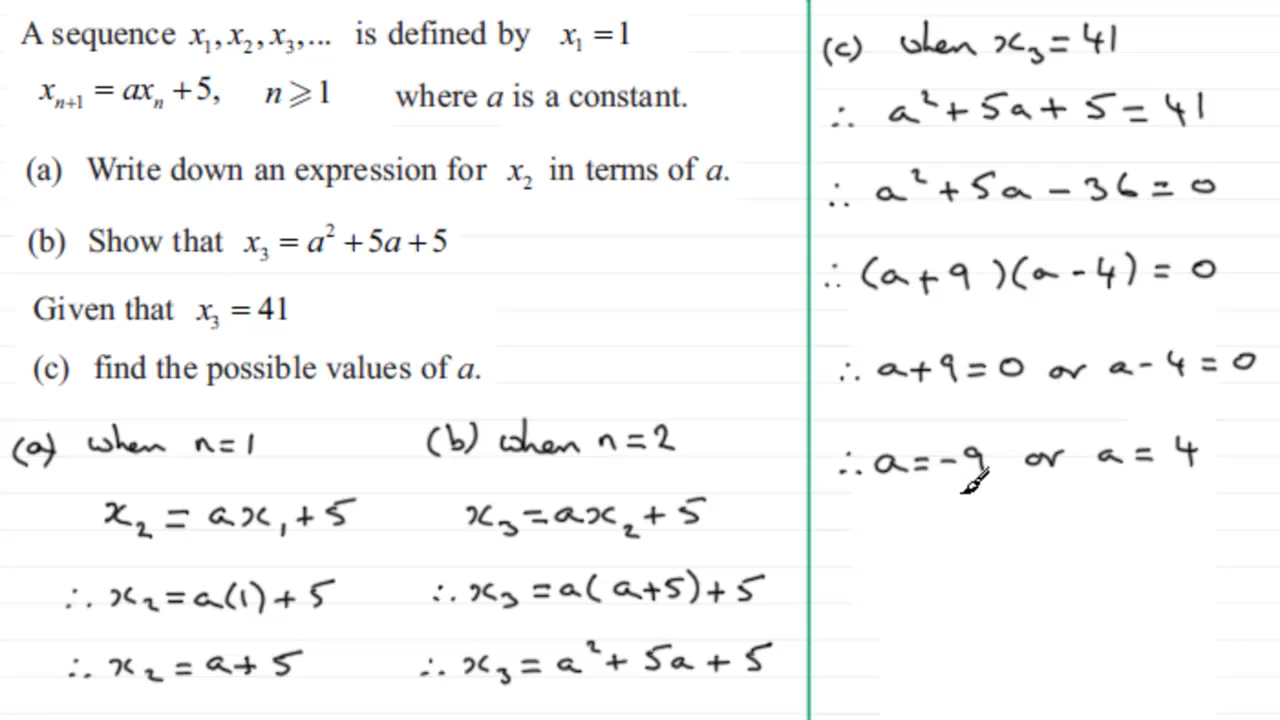 A sequence x₁, x₂, x₃, ... is defined by x₁ = 1
xₙ₊₁ = axₙ + 5, n ⩾ 1 where a is a constant.
(a) Write down an expression for x₂ in terms of a.
(b) Show that x₃ = a² + 5a + 5
Given that x₃ = 41
(c) find the possible values of a.
(a) when n = 1
x₂ = ax₁ + 5
∴ x₂ = a(1) + 5
∴ x₂ = a + 5
(b) when n = 2
x₃ = ax₂ + 5
∴ x₃ = a(a+5) + 5
∴ x₃ = a² + 5a + 5
(c) when x₃ = 41
∴ a² + 5a + 5 = 41
∴ a² + 5a − 36 = 0
∴ (a + 9)(a − 4) = 0
∴ a + 9 = 0 or a − 4 = 0
∴ a = −9 or a = 4